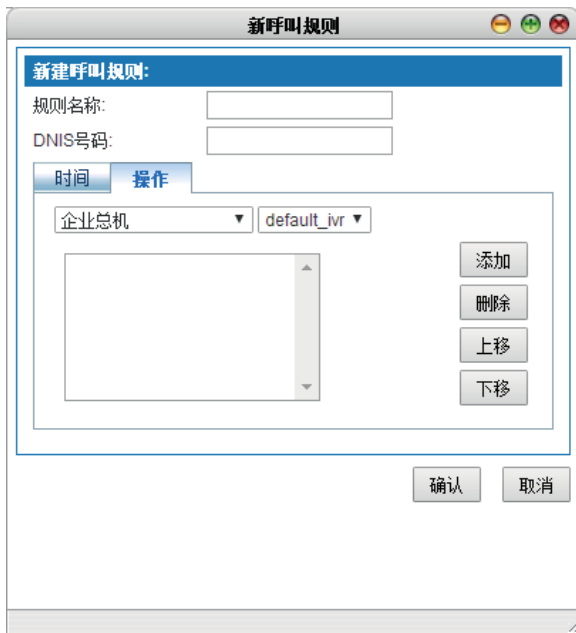 新呼叫规则
新建呼叫规则:
规则名称:
DNIS号码:
时间 操作
企业总机 default_ivr
添加
删除
上移
下移
确认 取消